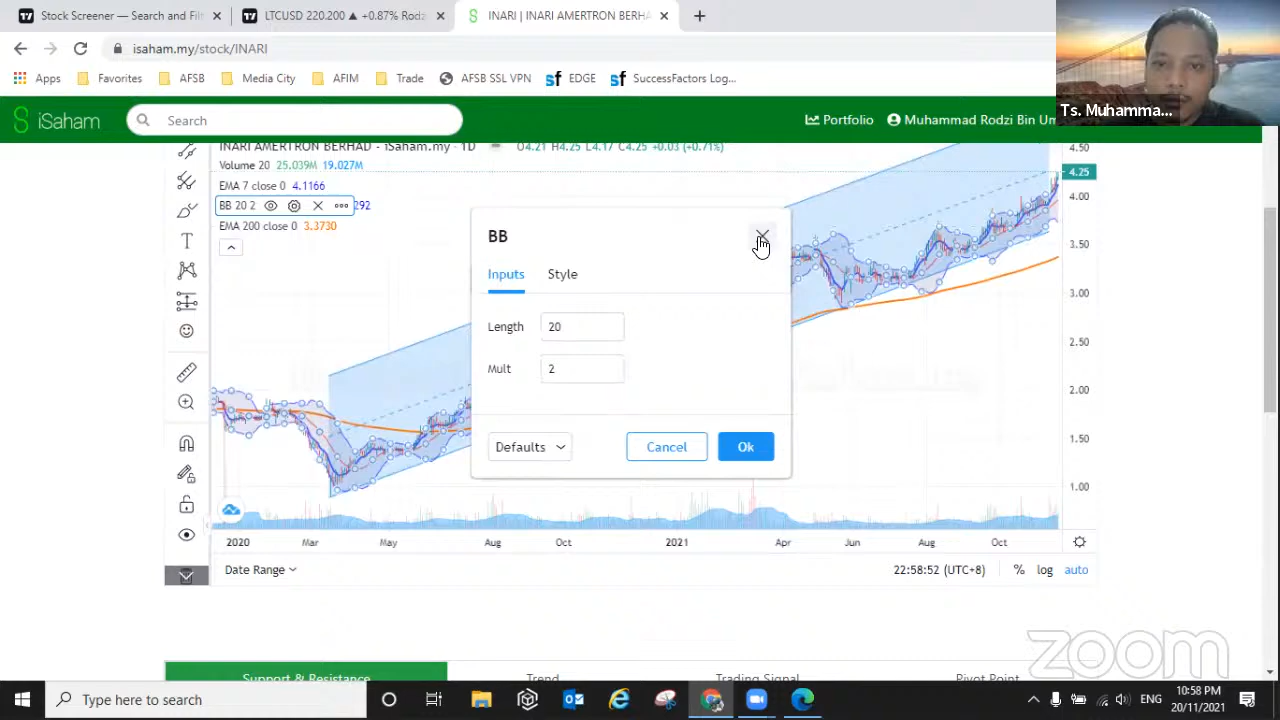 Stock Screener — Search and Filt
LTCUSD 220.200 ▲ +0.87% Rodz
INARI | INARI AMERTRON BERHA
isaham.my/stock/INARI
Apps
Favorites
AFSB
Media City
AFIM
Trade
AFSB SSL VPN
EDGE
SuccessFactors Log...
Ts. Muhamma...
iSaham
Search
Portfolio
Muhammad Rodzi Bin Um
INARI AMERTRON BERHAD - iSaham.my · 1D
O4.21 H4.25 L4.17 C4.25 +0.03 (+0.71%)
Volume 20 25.039M 19.027M
EMA 7 close 0 4.1166
BB 20 2
292
EMA 200 close 0 3.3730
4.50
4.25
4.00
3.50
3.00
2.50
2.00
1.50
1.00
BB
Inputs
Style
Length
20
Mult
2
Defaults
Cancel
Ok
2020
Mar
May
Aug
Oct
2021
Apr
Jun
Aug
Oct
Date Range
22:58:52 (UTC+8)
%
log
auto
zoom
Support & Resistance
Trend
Trading Signal
Pivot Point
Type here to search
ENG
10:58 PM
20/11/2021